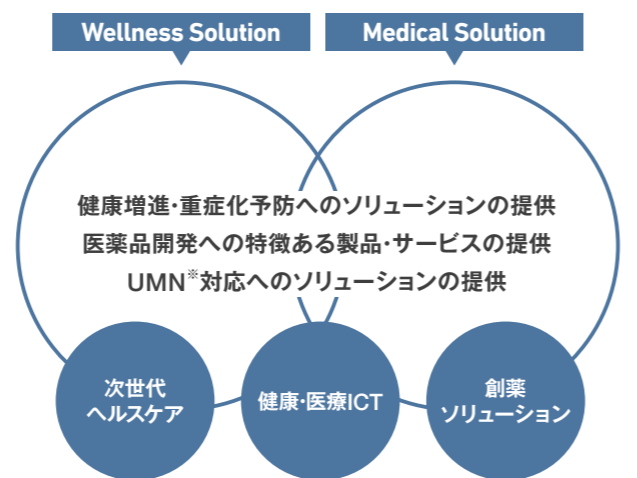 Wellness Solution
Medical Solution
健康増進・重症化予防へのソリューションの提供
医薬品開発への特徴ある製品・サービスの提供
UMN※対応へのソリューションの提供
次世代
ヘルスケア
健康・医療ICT
創薬
ソリューション